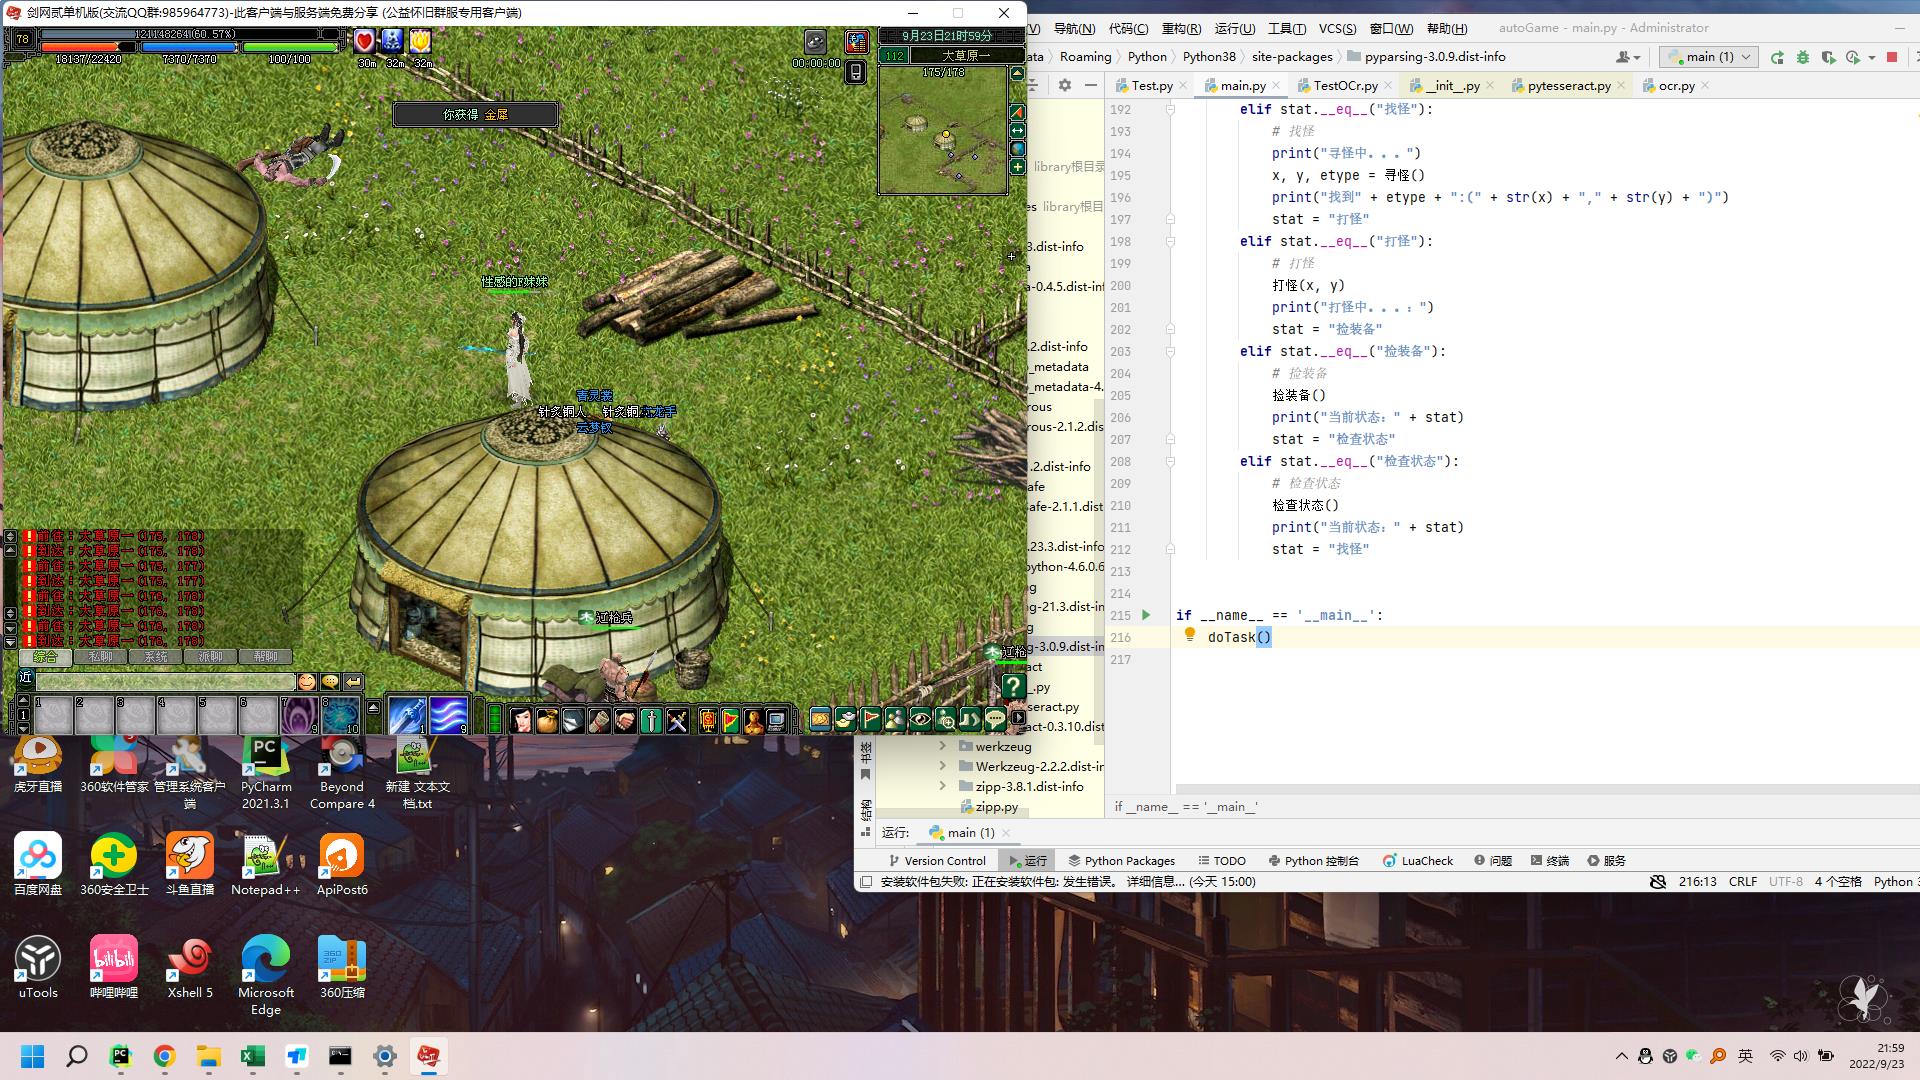 剑网贰单机版(交流QQ群:985964773)-此客户端与服务端免费分享 (公益怀旧群服专用客户端)
78
121148264(60.57%)
18137/22420
7370/7370
100/100
30m
32m
32m
00:00:00
9月23日21时59分
112
大草原一
175/178
你获得 金犀
性感的F妹妹
青灵裳
针炙铜人
针炙铜
云梦钗
辽枪兵
辽枪
前往：大草原一(175, 178)
到达：大草原一(175, 178)
前往：大草原一(175, 177)
到达：大草原一(175, 177)
前往：大草原一(176, 178)
到达：大草原一(176, 178)
前往：大草原一(176, 178)
到达：大草原一(176, 178)
综合
私聊
系统
派聊
帮聊
近
1
2
3
4
5
6
7
8
导航(N)
代码(C)
重构(R)
运行(U)
工具(T)
VCS(S)
窗口(W)
帮助(H)
autoGame - main.py - Administrator
Roaming
Python
Python38
site-packages
pyparsing-3.0.9.dist-info
main (1)
Test.py
main.py
TestOCr.py
__init__.py
pytesseract.py
ocr.py
library根目录
library根目
3.dist-info
a-0.4.5.dist-inf
.2.dist-info
_metadata
_metadata-4.
rous
rous-2.1.2.dis
.1.2.dist-info
afe
afe-2.1.1.dist
.23.3.dist-info
python-4.6.0.6
ng-21.3.dist-in
g-3.0.9.dist-in
act
_.py
seract.py
act-0.3.10.dist
werkzeug
Werkzeug-2.2.2.dist-in
zipp-3.8.1.dist-info
zipp.py
192 elif stat.__eq__("找怪"):
193 # 找怪
194 print("寻怪中...")
195 x, y, etype = 寻怪()
196 print("找到" + etype + ":(" + str(x) + "," + str(y) + ")")
197 stat = "打怪"
198 elif stat.__eq__("打怪"):
199 # 打怪
200 打怪(x, y)
201 print("打怪中...:")
202 stat = "捡装备"
203 elif stat.__eq__("捡装备"):
204 # 捡装备
205 捡装备()
206 print("当前状态：" + stat)
207 stat = "检查状态"
208 elif stat.__eq__("检查状态"):
209 # 检查状态
210 检查状态()
211 print("当前状态：" + stat)
212 stat = "找怪"
213
214
215 if __name__ == '__main__':
216 doTask()
217
if __name__ == '__main__'
书签
结构
运行:
main (1)
Version Control
运行
Python Packages
TODO
Python 控制台
LuaCheck
问题
终端
服务
安装软件包失败: 正在安装软件包: 发生错误。 详细信息... (今天 15:00)
216:13
CRLF
UTF-8
4 个空格
Python 3
虎牙直播
360软件管家
管理系统客户端
PyCharm 2021.3.1
Beyond Compare 4
新建 文本文档.txt
百度网盘
360安全卫士
斗鱼直播
Notepad++
ApiPost6
uTools
哔哩哔哩
Xshell 5
Microsoft Edge
360压缩
英
21:59
2022/9/23